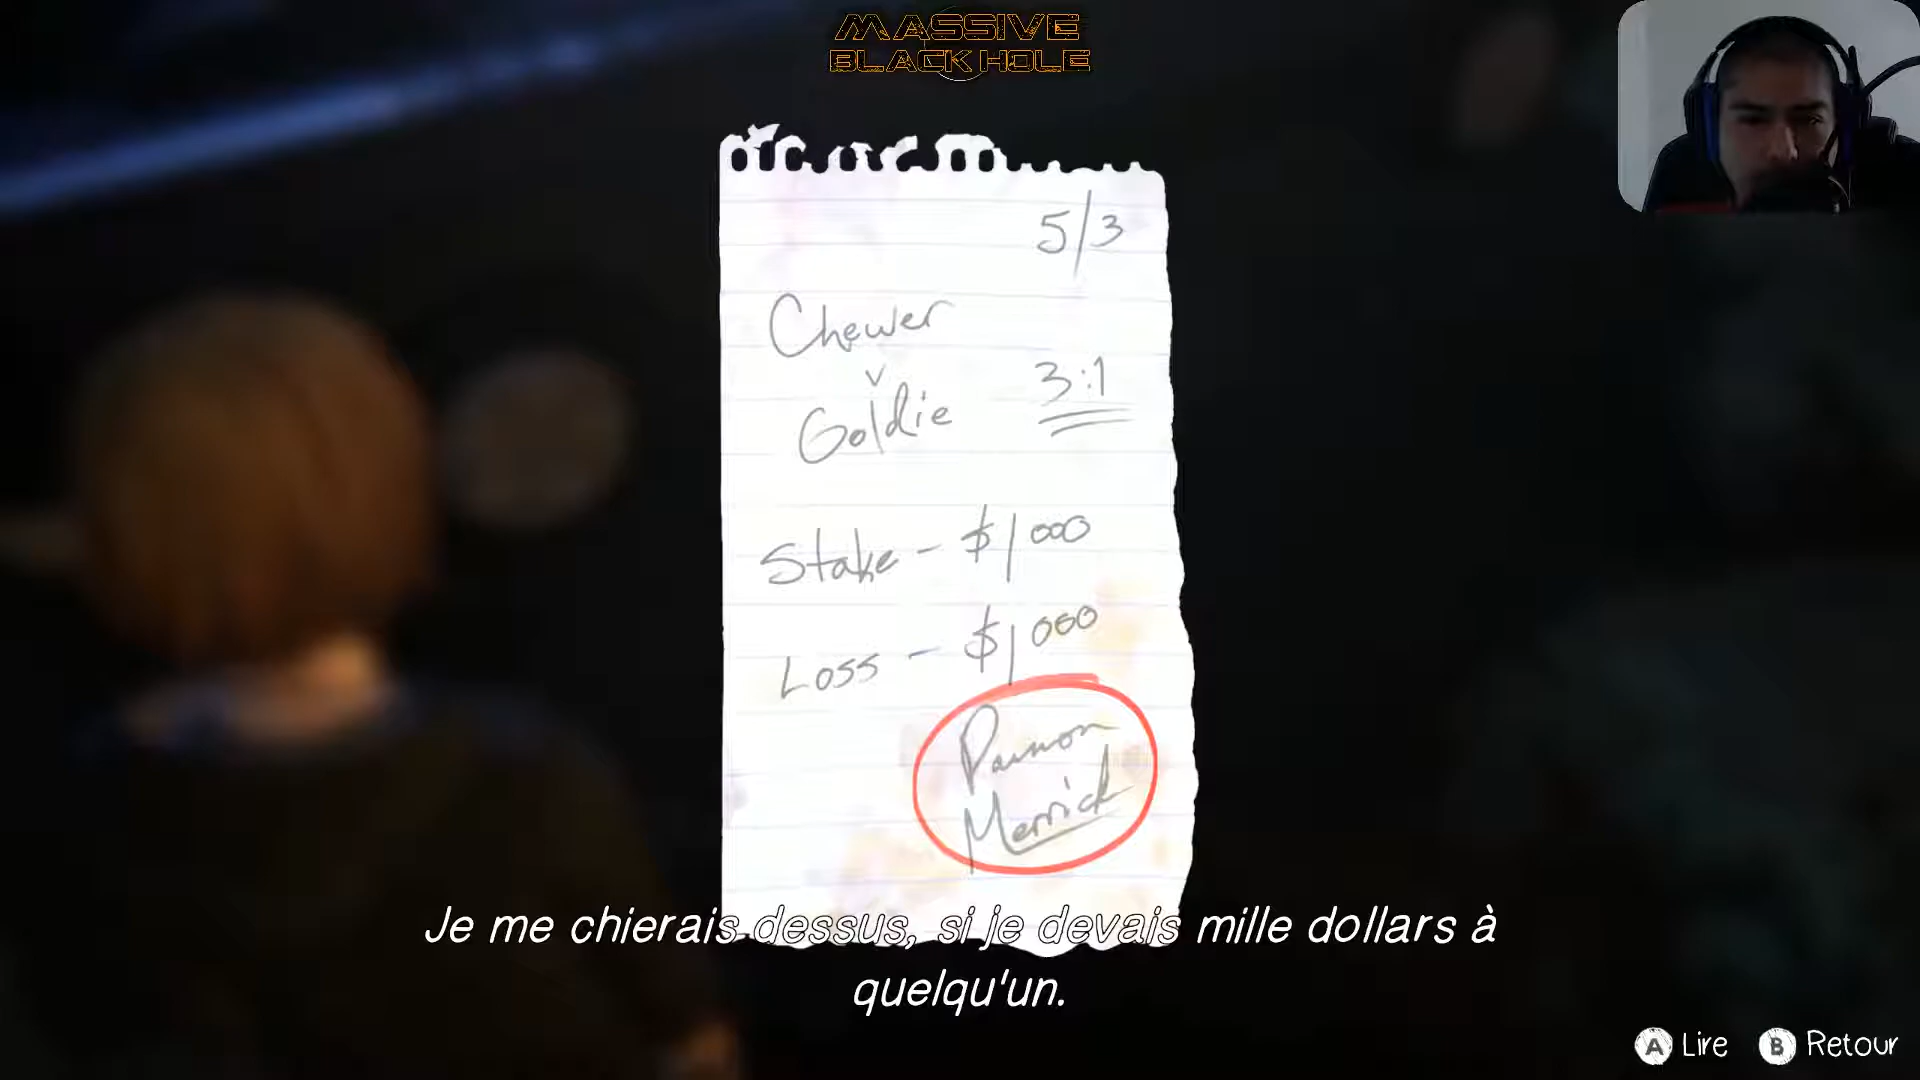 MASSIVE
BLACK HOLE
5/3
Chewer
v
Goldie 3:1
Stake - $1000
Loss - $1000
Damon
Merrick
Je me chierais dessus, si je devais mille dollars à
quelqu'un.
A Lire B Retour